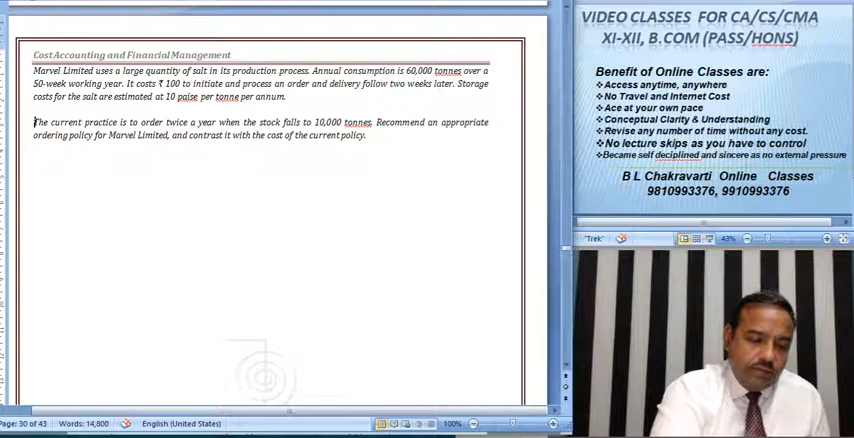 Cost Accounting and Financial Management
Marvel Limited uses a large quantity of salt in its production process. Annual consumption is 60,000 tonnes over a
50-week working year. It costs ₹ 100 to initiate and process an order and delivery follow two weeks later. Storage
costs for the salt are estimated at 10 paise per tonne per annum.
The current practice is to order twice a year when the stock falls to 10,000 tonnes. Recommend an appropriate
ordering policy for Marvel Limited, and contrast it with the cost of the current policy.
Page: 30 of 43 Words: 14,800 English (United States) 100%
VIDEO CLASSES FOR CA/CS/CMA
XI-XII, B.COM (PASS/HONS)
Benefit of Online Classes are:
❖Access anytime, anywhere
❖No Travel and Internet Cost
❖Ace at your own pace
❖Conceptual Clarity & Understanding
❖Revise any number of time without any cost.
❖No lecture skips as you have to control
❖Became self deciplined and sincere as no external pressure
B L Chakravarti Online Classes
9810993376, 9910993376
"Trek" 43%